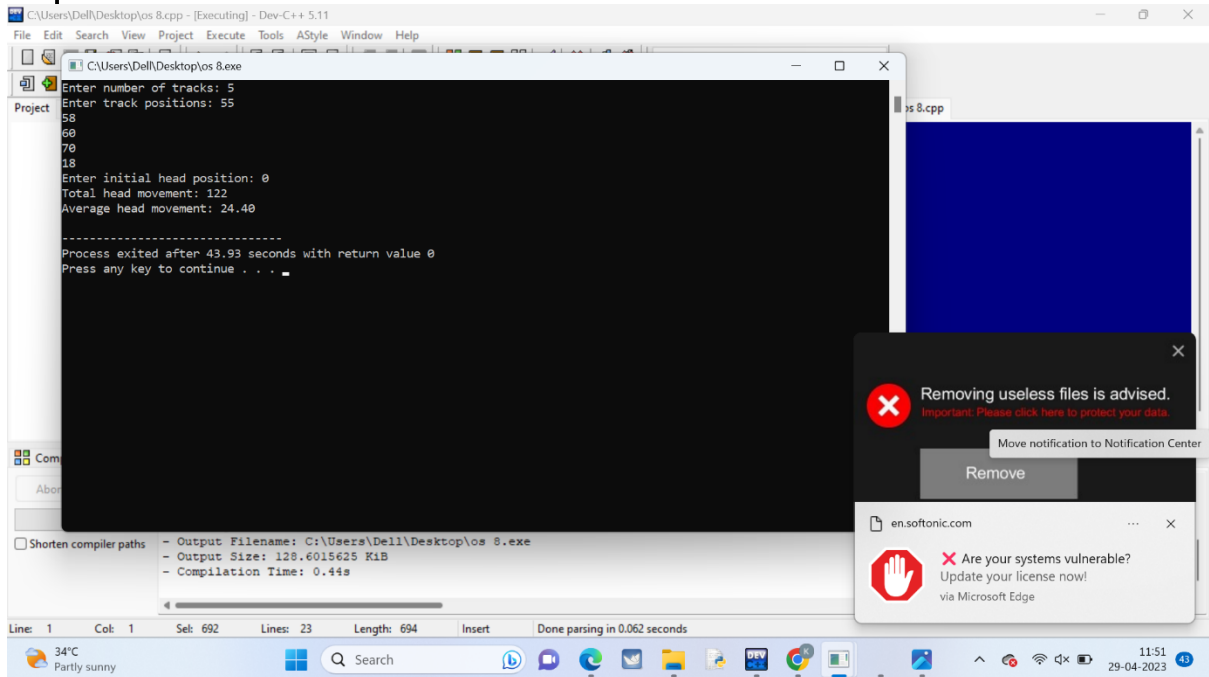 C:\Users\Dell\Desktop\os 8.cpp - [Executing] - Dev-C++ 5.11
File Edit Search View Project Execute Tools AStyle Window Help
C:\Users\Dell\Desktop\os 8.exe
Project
os 8.cpp
Enter number of tracks: 5
Enter track positions: 55
58
60
70
18
Enter initial head position: 0
Total head movement: 122
Average head movement: 24.40
--------------------------------
Process exited after 43.93 seconds with return value 0
Press any key to continue . . .
Removing useless files is advised.
Important: Please click here to protect your data.
Move notification to Notification Center
Remove
en.softonic.com
Are your systems vulnerable?
Update your license now!
via Microsoft Edge
Shorten compiler paths
- Output Filename: C:\Users\Dell\Desktop\os 8.exe
- Output Size: 128.6015625 KiB
- Compilation Time: 0.44s
Line: 1 Col: 1 Sel: 692 Lines: 23 Length: 694 Insert Done parsing in 0.062 seconds
34°C
Partly sunny
Search
DEV
11:51
29-04-2023
43